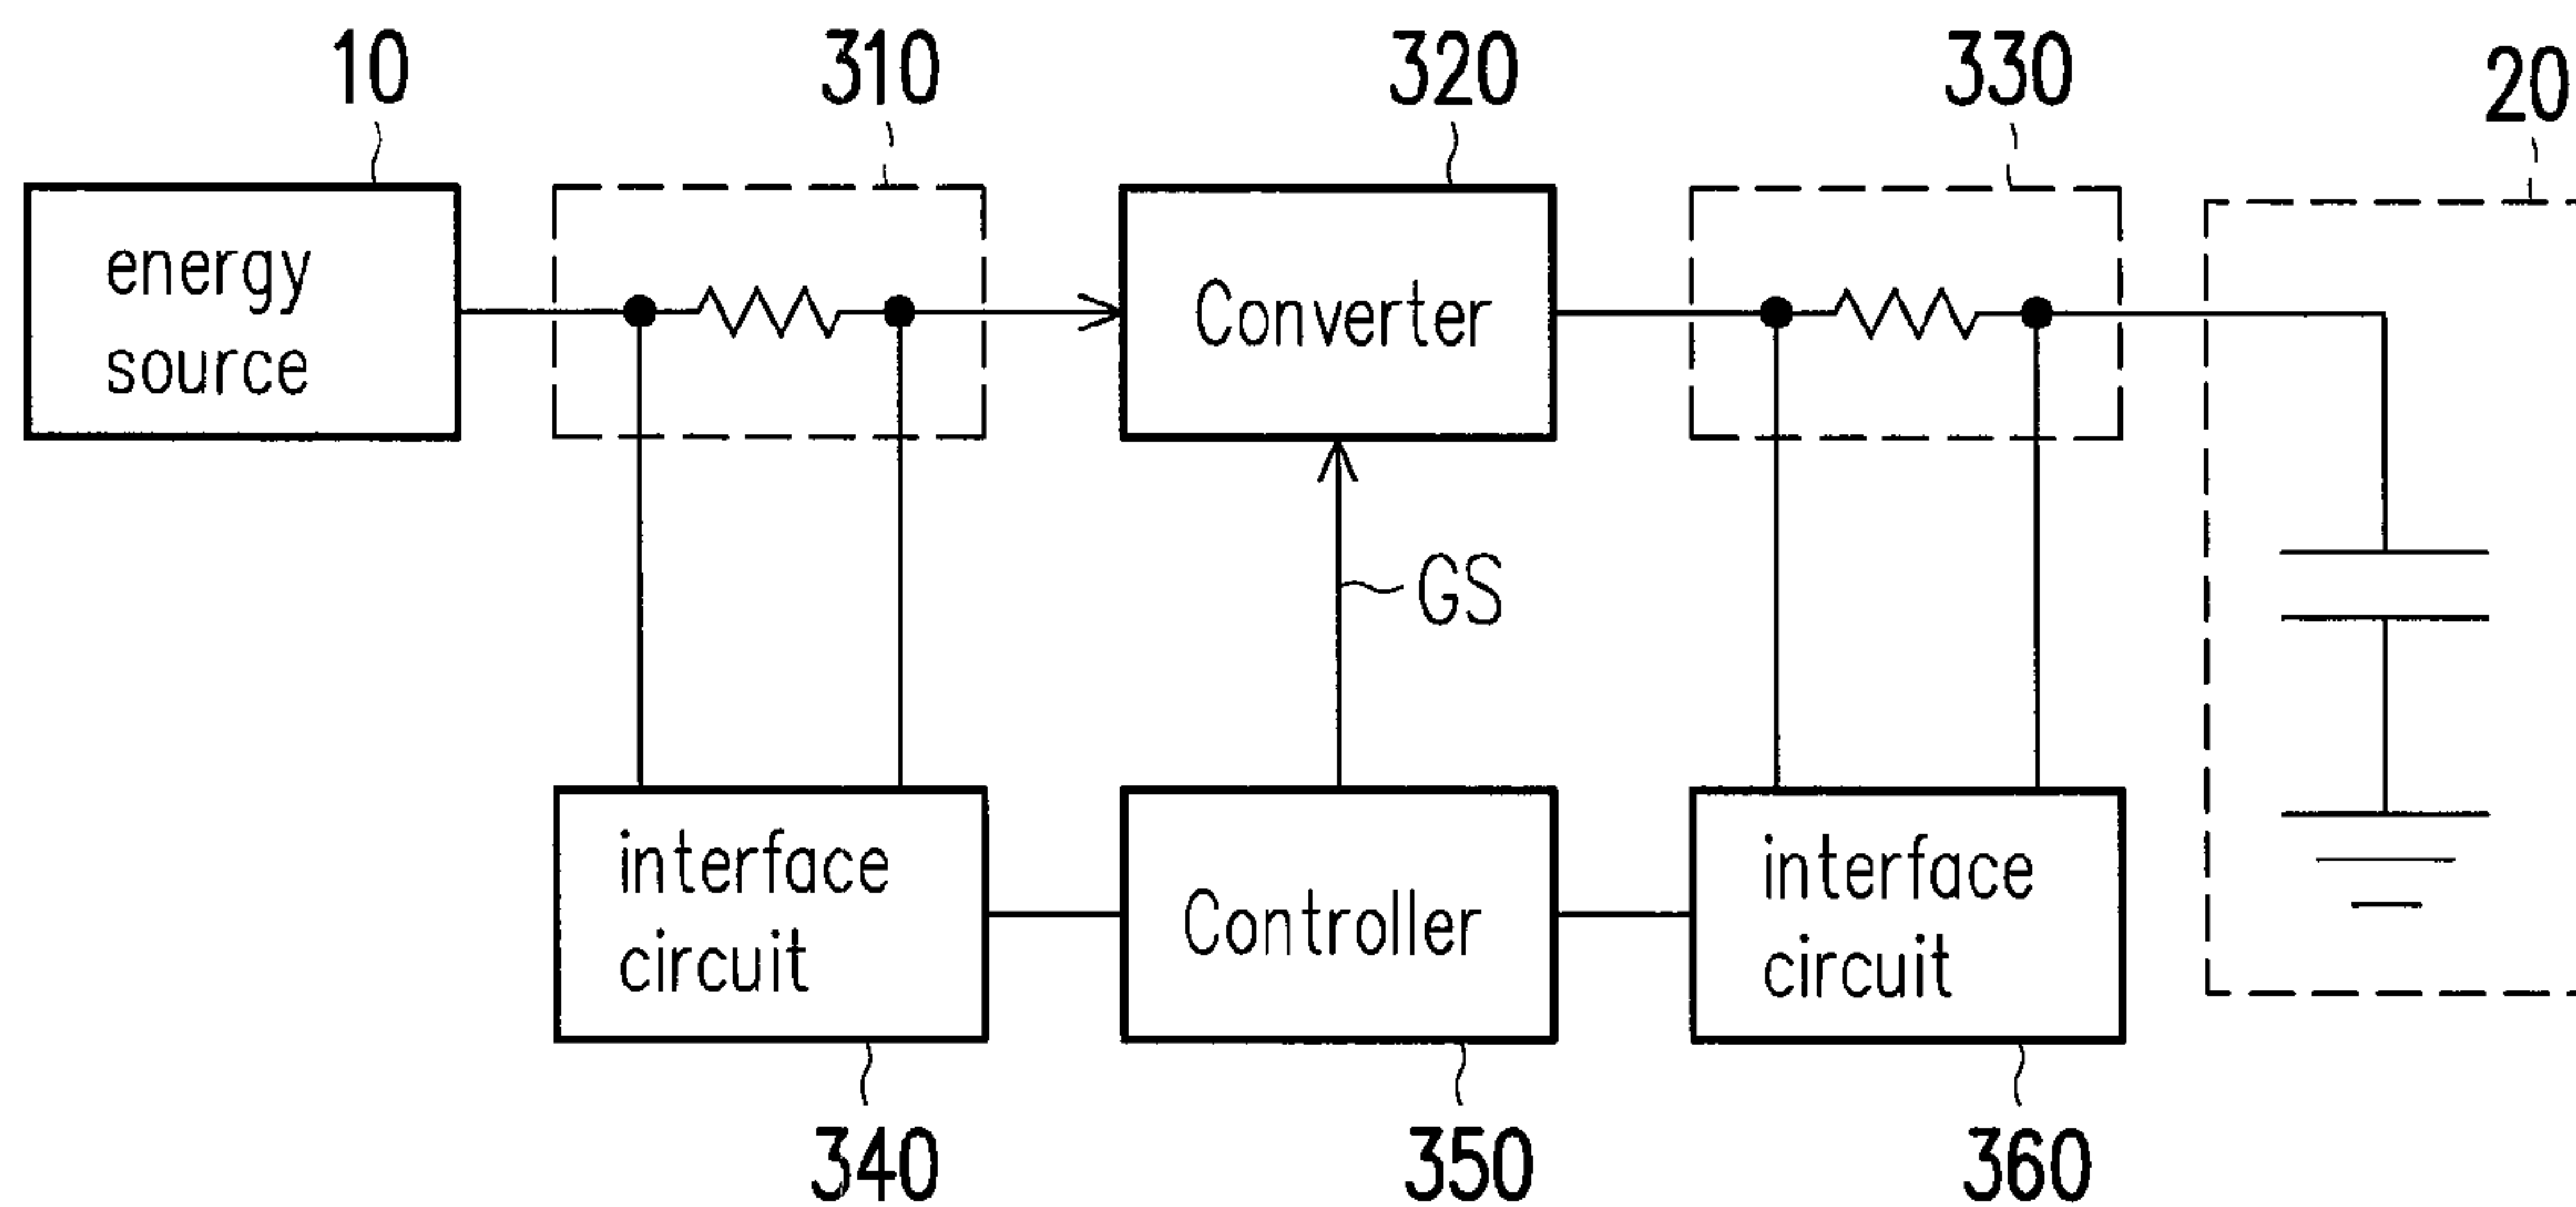 10
310
320
330
20
energy
source
Converter
GS
interface
circuit
Controller
interface
circuit
340
350
360